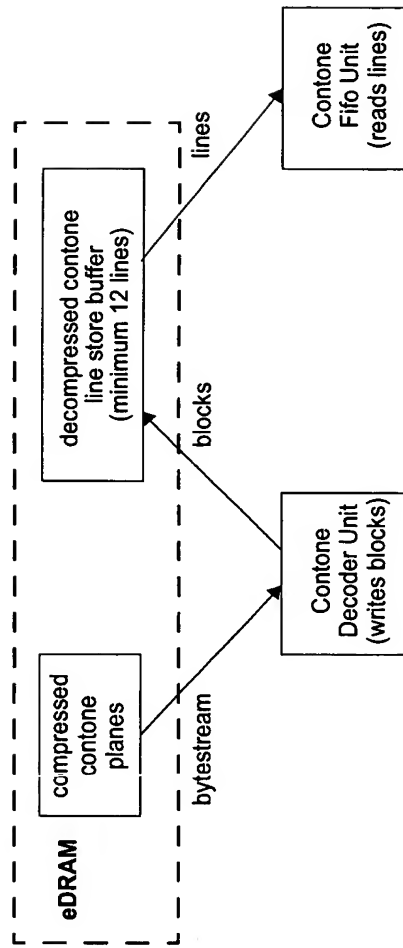 eDRAM
compressed
contone
planes
decompressed contone
line store buffer
(minimum 12 lines)
bytestream
blocks
lines
Contone
Decoder Unit
(writes blocks)
Contone
Fifo Unit
(reads lines)